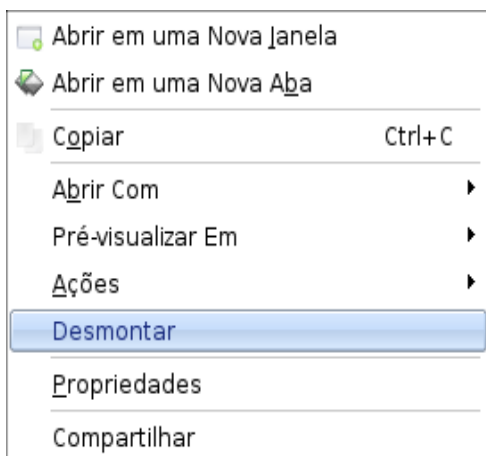 Abrir em uma Nova Janela
Abrir em uma Nova Aba
Copiar Ctrl+C
Abrir Com
Pré-visualizar Em
Ações
Desmontar
Propriedades
Compartilhar